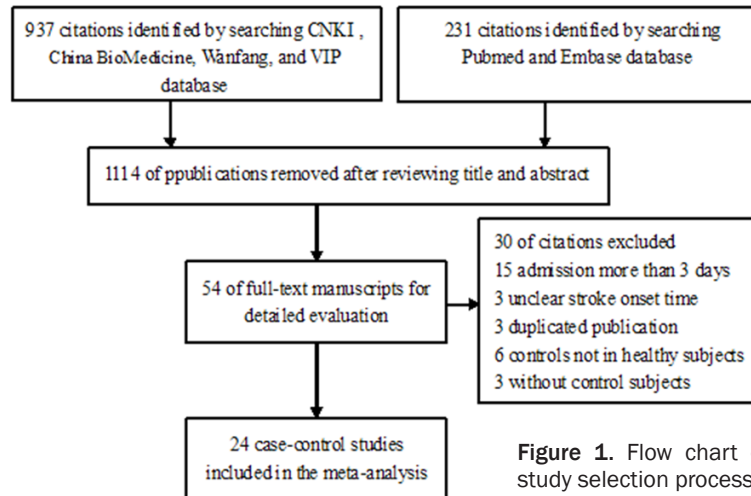 937 citations identified by searching CNKI ,
China BioMedicine, Wanfang, and VIP
database
231 citations identified by searching
Pubmed and Embase database
1114 of ppublications removed after reviewing title and abstract
54 of full-text manuscripts for
detailed evaluation
30 of citations excluded
15 admission more than 3 days
3 unclear stroke onset time
3 duplicated publication
6 controls not in healthy subjects
3 without control subjects
24 case-control studies
included in the meta-analysis
Figure 1. Flow chart
study selection process